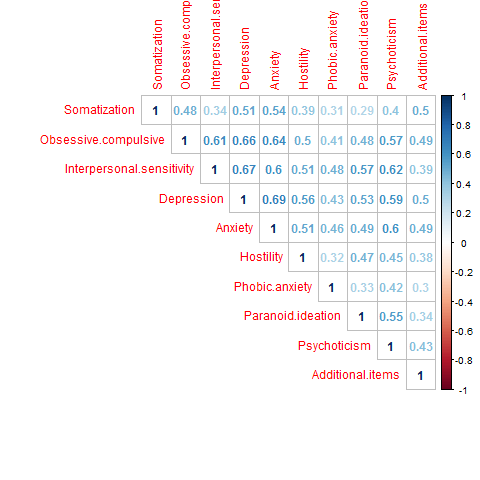 Somatization
Obsessive.comp
Interpersonal.se
Depression
Anxiety
Hostility
Phobic.anxiety
Paranoid.ideatio
Psychoticism
Additional.items
Somatization 1 0.48 0.34 0.51 0.54 0.39 0.31 0.29 0.4 0.5
Obsessive.compulsive 1 0.61 0.66 0.64 0.5 0.41 0.48 0.57 0.49
Interpersonal.sensitivity 1 0.67 0.6 0.51 0.48 0.57 0.62 0.39
Depression 1 0.69 0.56 0.43 0.53 0.59 0.5
Anxiety 1 0.51 0.46 0.49 0.6 0.49
Hostility 1 0.32 0.47 0.45 0.38
Phobic.anxiety 1 0.33 0.42 0.3
Paranoid.ideation 1 0.55 0.34
Psychoticism 1 0.43
Additional.items 1
1
0.8
0.6
0.4
0.2
0
-0.2
-0.4
-0.6
-0.8
-1